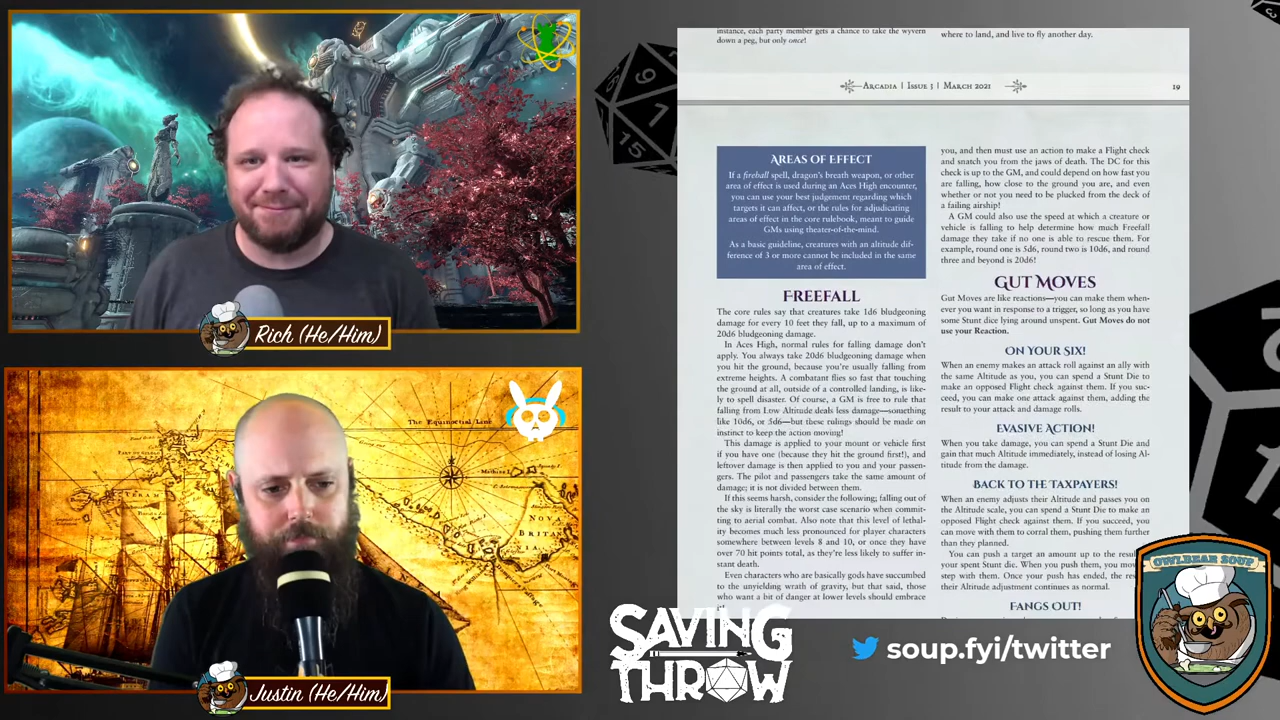 Rich (He/Him)
The Equinoctial Line
Justin (He/Him)
instance, each party member gets a chance to take the wyvern
down a peg, but only once!
where to land, and live to fly another day.
Arcadia | Issue 3 | March 2021
19
Areas of Effect
If a fireball spell, dragon's breath weapon, or other
area of effect is used during an Aces High encounter,
you can use your best judgement regarding which
targets it can affect, or the rules for adjudicating
areas of effect in the core rulebook, meant to guide
GMs using theater-of-the-mind.
As a basic guideline, creatures with an altitude dif-
ference of 3 or more cannot be included in the same
area of effect.
Freefall
The core rules say that creatures take 1d6 bludgeoning
damage for every 10 feet they fall, up to a maximum of
20d6 bludgeoning damage.
In Aces High, normal rules for falling damage don't
apply. You always take 20d6 bludgeoning damage when
you hit the ground, because you're usually falling from
extreme heights. A combatant flies so fast that touching
the ground at all, outside of a controlled landing, is like-
ly to spell disaster. Of course, a GM is free to rule that
falling from Low Altitude deals less damage—something
like 10d6, or 3d6—but these rulings should be made on
instinct to keep the action moving!
This damage is applied to your mount or vehicle first
if you have one (because they hit the ground first!), and
leftover damage is then applied to you and your passen-
gers. The pilot and passengers take the same amount of
damage; it is not divided between them.
If this seems harsh, consider the following; falling out of
the sky is literally the worst case scenario when commit-
ting to aerial combat. Also note that this level of lethal-
ity becomes much less pronounced for player characters
somewhere between levels 8 and 10, or once they have
over 70 hit points total, as they're less likely to suffer in-
stant death.
Even characters who are basically gods have succumbed
to the unyielding wrath of gravity, but that said, those
who want a bit of danger at lower levels should embrace
you, and then must use an action to make a Flight check
and snatch you from the jaws of death. The DC for this
check is up to the GM, and could depend on how fast you
are falling, how close to the ground you are, and even
whether or not you need to be plucked from the deck of
a failing airship!
A GM could also use the speed at which a creature or
vehicle is falling to help determine how much Freefall
damage they take if no one is able to rescue them. For
example, round one is 5d6, round two is 10d6, and round
three and beyond is 20d6!
Gut Moves
Gut Moves are like reactions—you can make them when-
ever you want in response to a trigger, so long as you have
some Stunt dice lying around unspent. Gut Moves do not
use your Reaction.
On Your Six!
When an enemy makes an attack roll against an ally with
the same Altitude as you, you can spend a Stunt Die to
make an opposed Flight check against them. If you suc-
ceed, you can make one attack against them, adding the
result to your attack and damage rolls.
Evasive Action!
When you take damage, you can spend a Stunt Die and
gain that much Altitude immediately, instead of losing Al-
titude from the damage.
Back to the Taxpayers!
When an enemy adjusts their Altitude and passes you on
the Altitude scale, you can spend a Stunt Die to make an
opposed Flight check against them. If you succeed, you
can move with them to corral them, pushing them further
than they planned.
You can push a target an amount up to the resul
your spent Stunt die. When you push them, you mov
step with them. Once your push has ended, the res
their Altitude adjustment continues as normal.
Fangs Out!
SAVING
THROW
soup.fyi/twitter
OWLBEAR SOUP